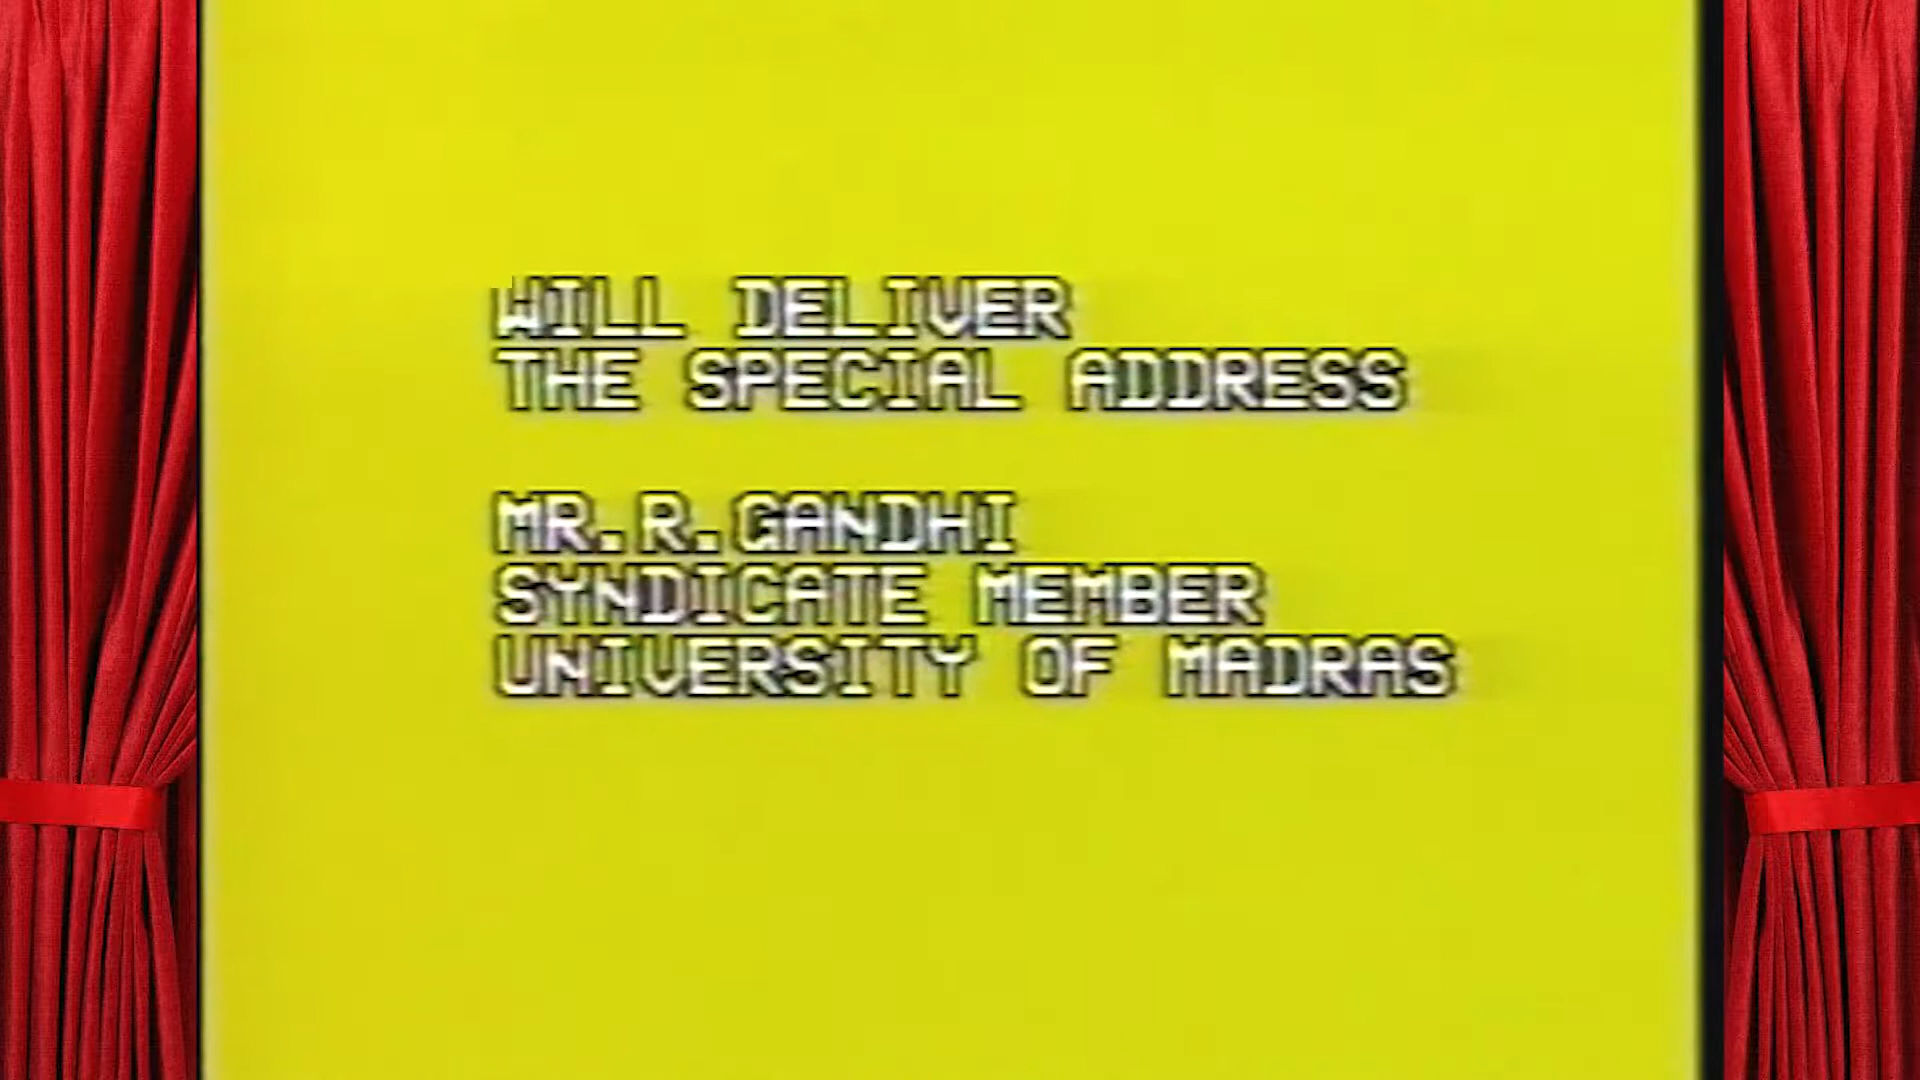 WILL DELIVER
THE SPECIAL ADDRESS
MR.R.GANDHI
SYNDICATE MEMBER
UNIVERSITY OF MADRAS